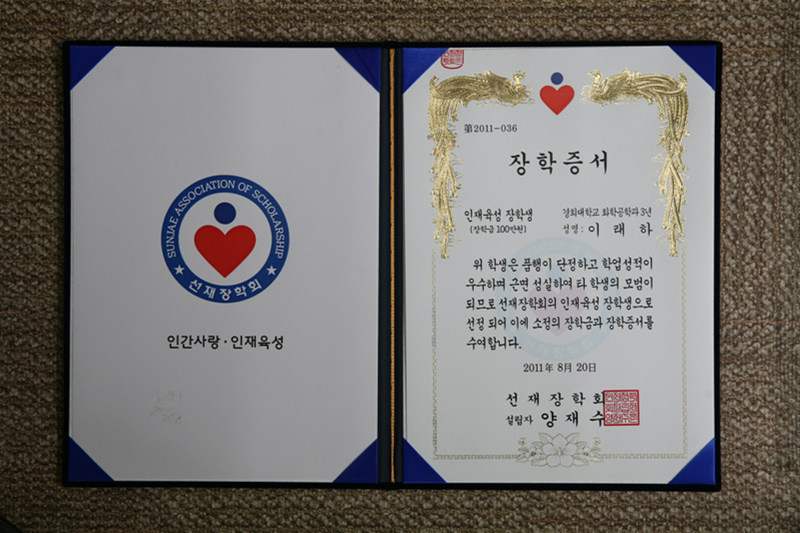 SUNJAE ASSOCIATION OF SCHOLARSHIP
선재장학회
인간사랑·인재육성
제2011-036
장학증서
인재육성 장학생
(장학금 100만원)
경희대학교 화학공학과 3년
성명: 이래하
위 학생은 품행이 단정하고 학업성적이
우수하며 근면 성실하여 타 학생의 모범이
되므로 선재장학회의 인재육성 장학생으로
선정 되어 이에 소정의 장학금과 장학증서를
수여합니다.
2011년 8월 20일
선재장학회
설립자 양재수